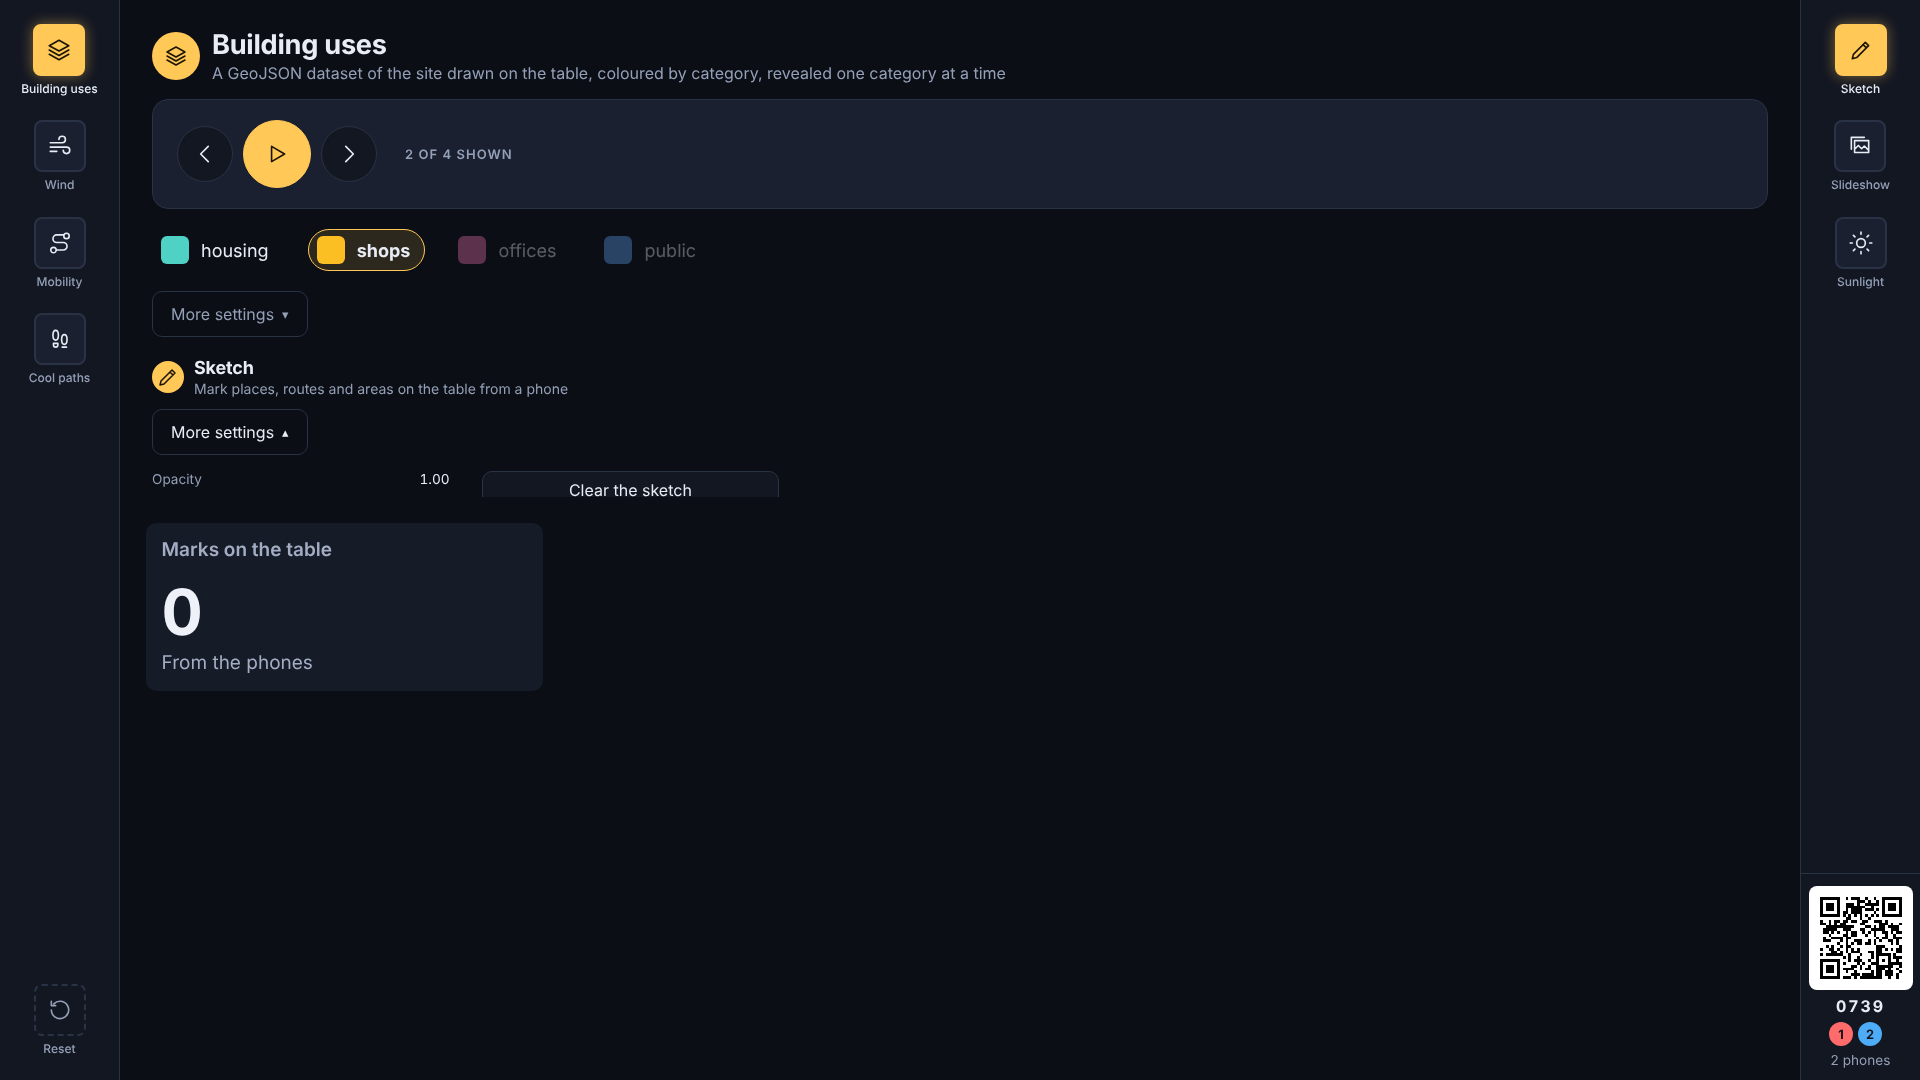 Building uses
Wind
Mobility
Cool paths
Reset
Building uses
A GeoJSON dataset of the site drawn on the table, coloured by category, revealed one category at a time
2 OF 4 SHOWN
housing
shops
offices
public
More settings ▾
Sketch
Mark places, routes and areas on the table from a phone
More settings ▴
Opacity 1.00
Clear the sketch
Marks on the table
0
From the phones
Sketch
Slideshow
Sunlight
0739
1 2
2 phones